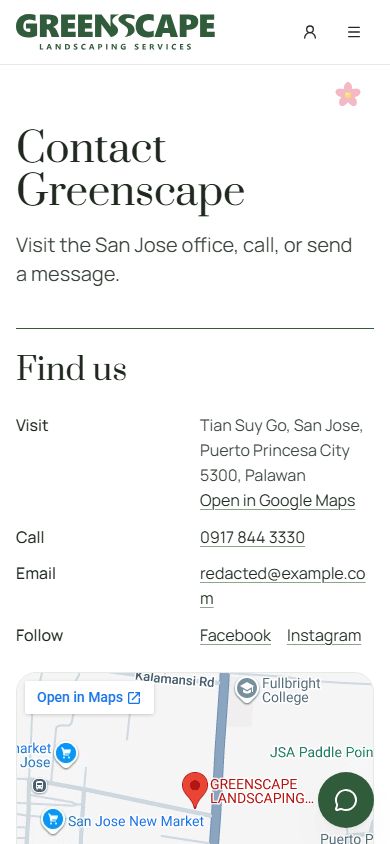 GREENSCAPE
LANDSCAPING SERVICES
Contact
Greenscape
Visit the San Jose office, call, or send
a message.
Find us
Visit
Tian Suy Go, San Jose,
Puerto Princesa City
5300, Palawan
Open in Google Maps
Call
0917 844 3330
Email
redacted@example.co
m
Follow
Facebook Instagram
Kalamansi Rd
Open in Maps
Fullbright
College
JSA Paddle Poin
market
Jose
GREENSCAPE
LANDSCAPING...
San Jose New Market
Puerto P